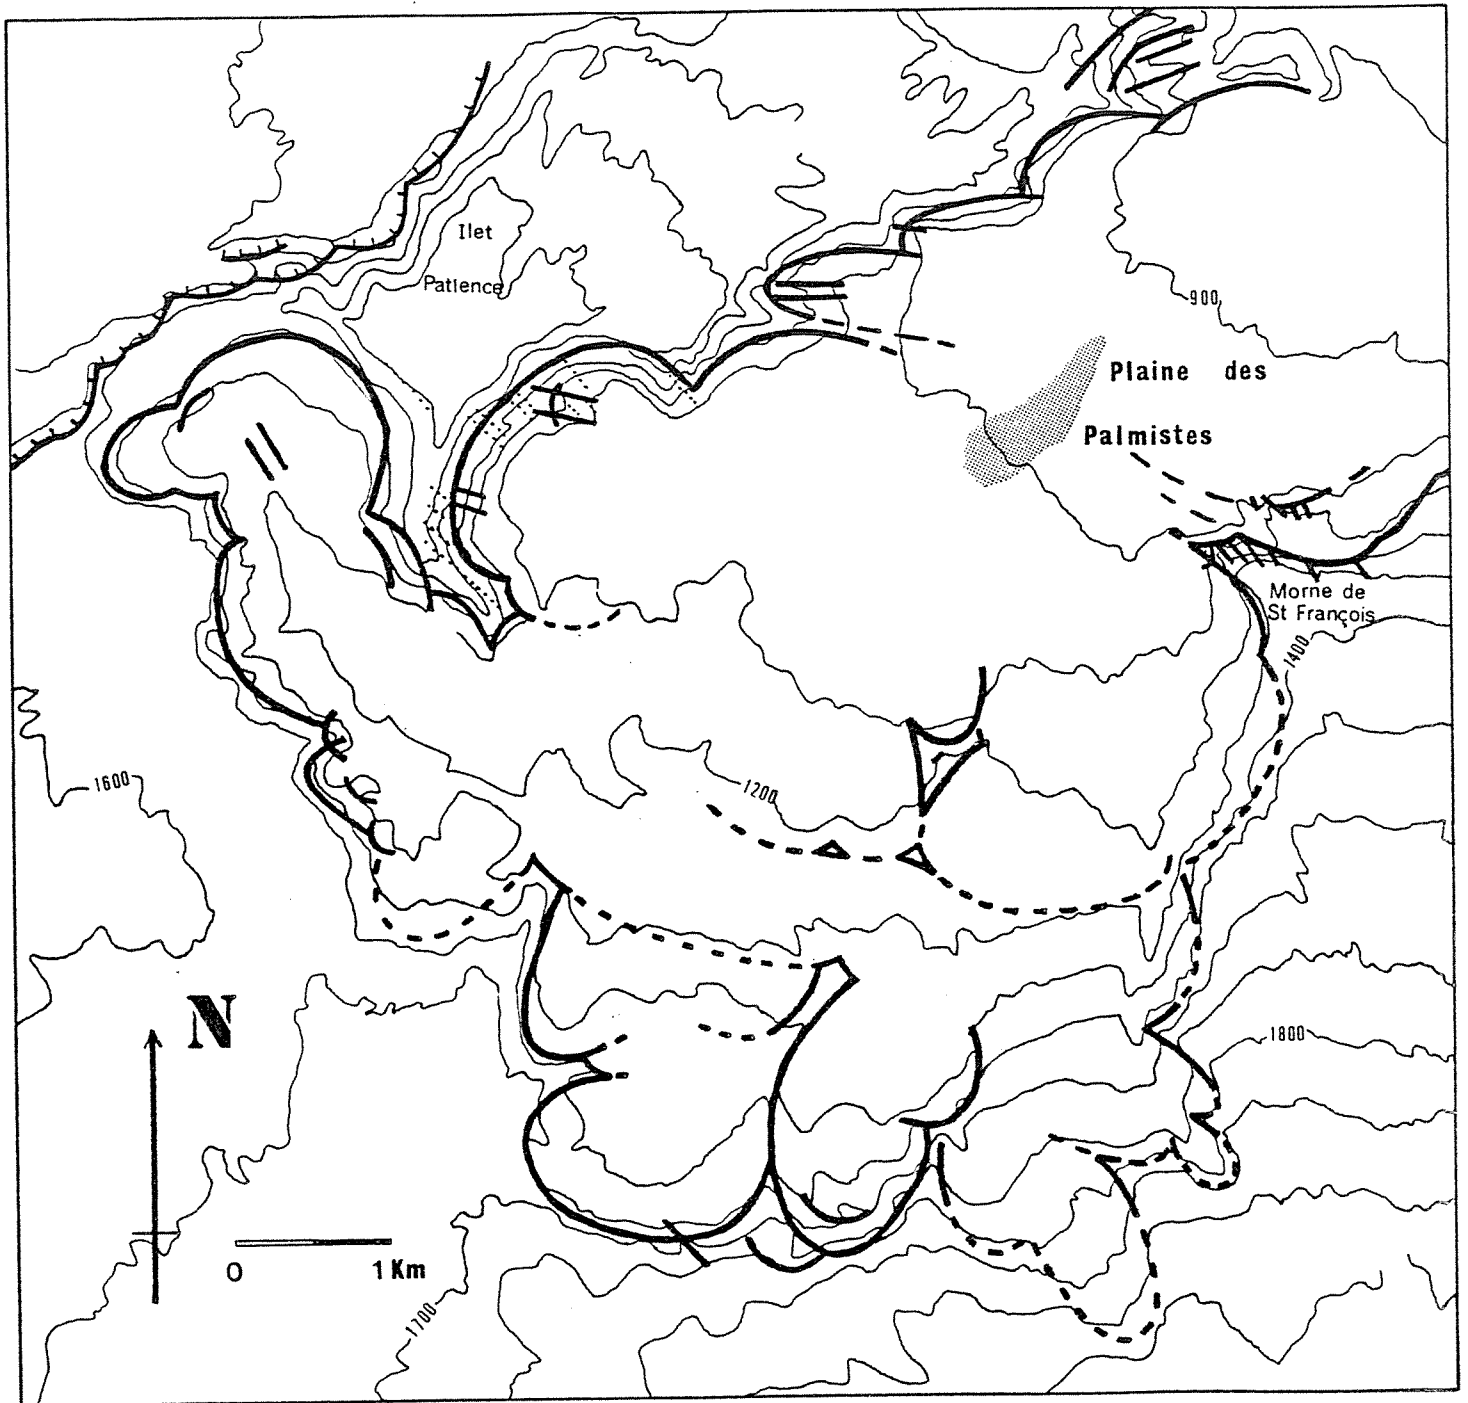 Ilet
Patience
900
Plaine des
Palmistes
Morne de
St François
1400
1600
1200
N
1800
0 1 Km
1700